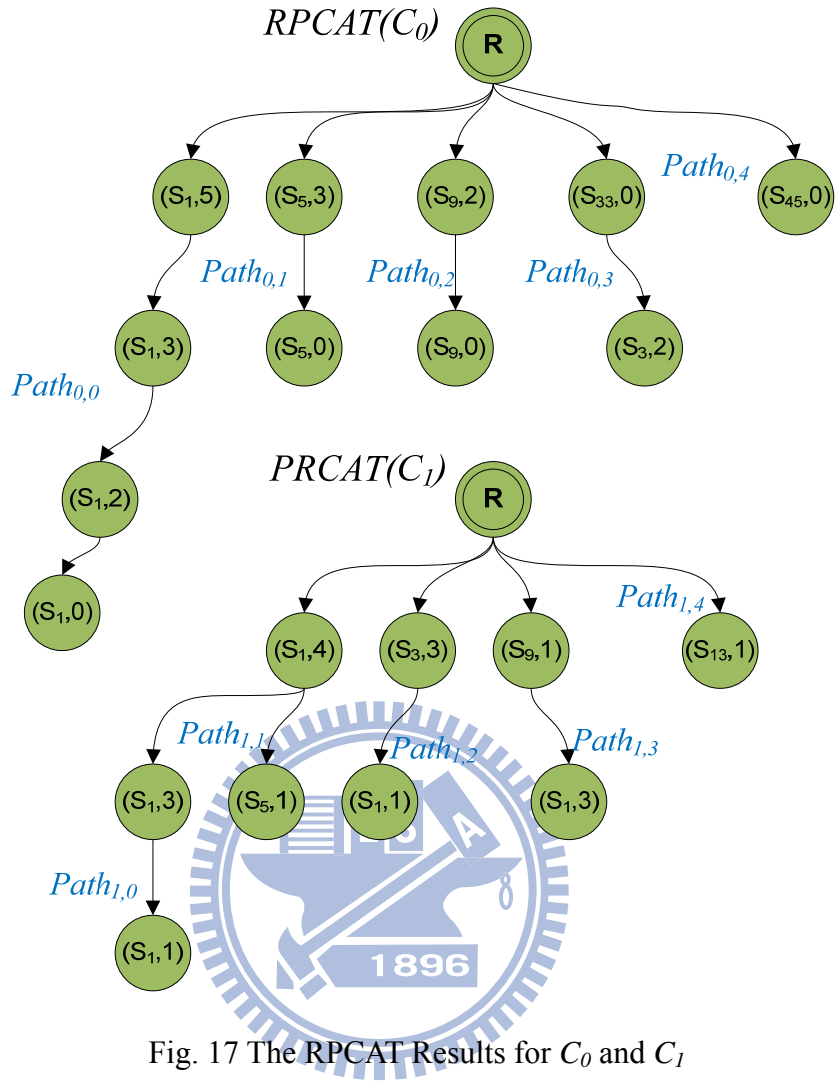 RPCAT(C0)
R
(S1,5) (S5,3) (S9,2) (S33,0) Path0,4 (S45,0)
Path0,1 Path0,2 Path0,3
(S1,3) (S5,0) (S9,0) (S3,2)
Path0,0
PRCAT(C1)
R
(S1,2)
(S1,0)
Path1,4
(S1,4) (S3,3) (S9,1) (S13,1)
Path1,1 Path1,2 Path1,3
(S1,3) (S5,1) (S1,1) (S1,3)
A
Path1,0
(S1,1)
1896
Fig. 17 The RPCAT Results for C0 and C1